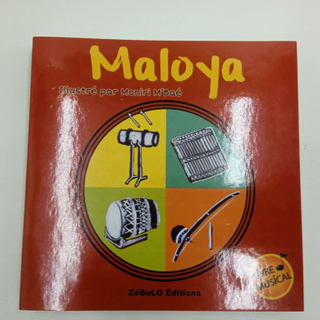 Maloya
Illustré par Moniri M'Baé
LIVRE
MUSICAL
ZéBuLO Éditions